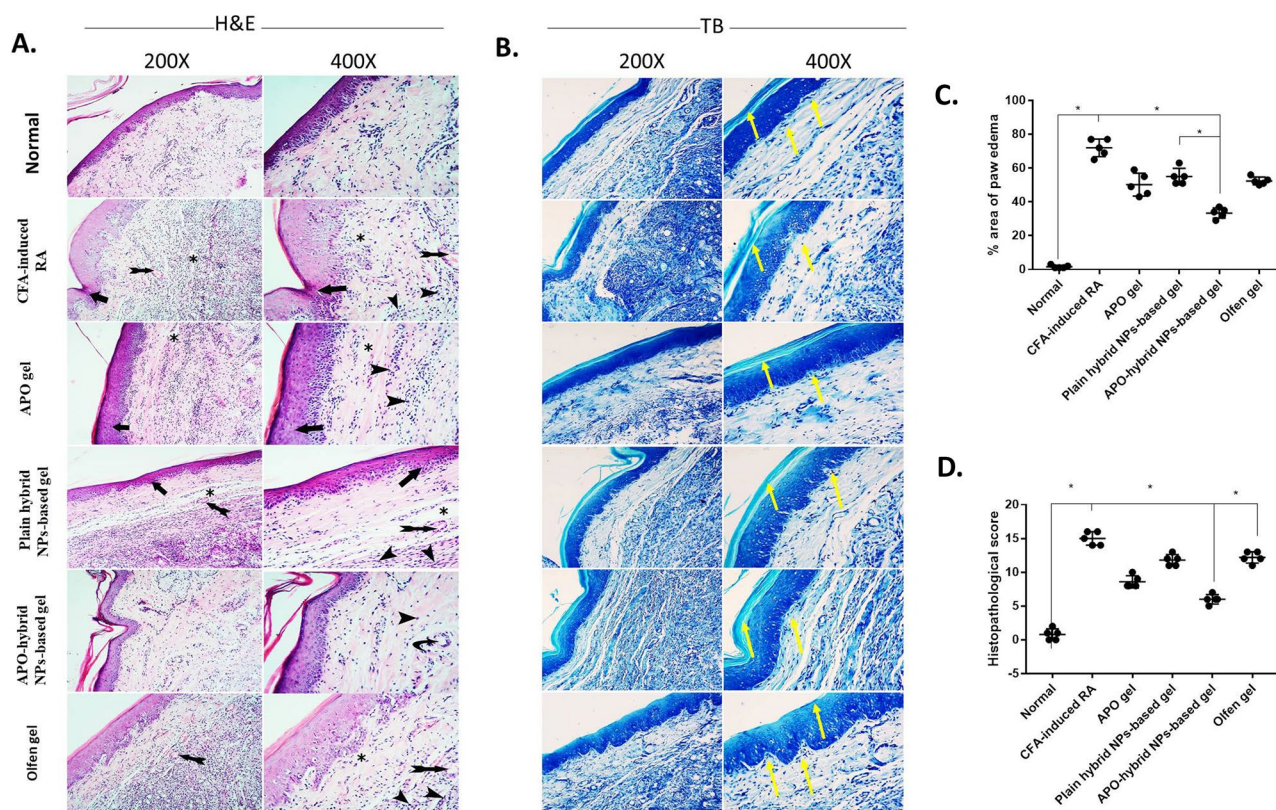 H&E
A.
200X
400X
Normal
CFA-induced
RA
APO gel
Plain hybrid
NPs-based gel
APO-hybrid
NPs-based gel
Olfen gel
TB
B.
200X
400X
C.
% area of paw edema
100
80
60
40
20
0
*
*
*
Normal
CFA-induced RA
APO gel
Plain hybrid NPs-based gel
APO-hybrid NPs-based gel
Olfen gel
D.
Histopathological score
20
15
10
5
0
-5
*
*
*
Normal
CFA-induced RA
APO gel
Plain hybrid NPs-based gel
APO-hybrid NPs-based gel
Olfen gel